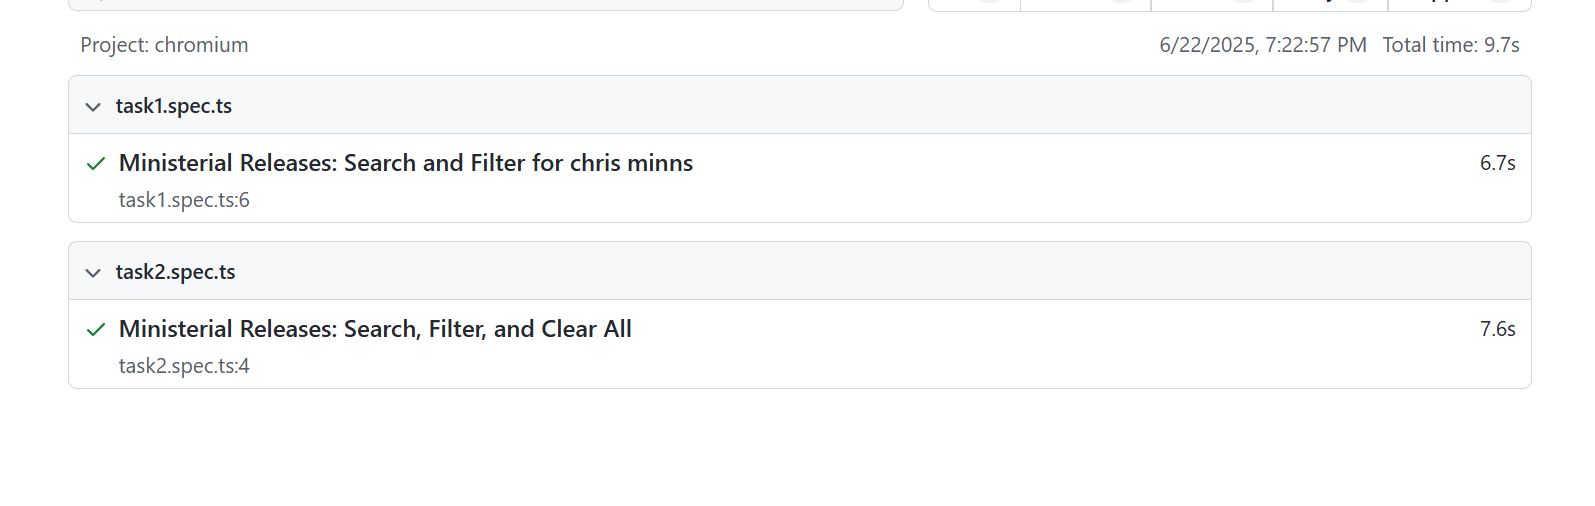 Project: chromium
6/22/2025, 7:22:57 PM Total time: 9.7s
task1.spec.ts
Ministerial Releases: Search and Filter for chris minns
6.7s
task1.spec.ts:6
task2.spec.ts
Ministerial Releases: Search, Filter, and Clear All
7.6s
task2.spec.ts:4